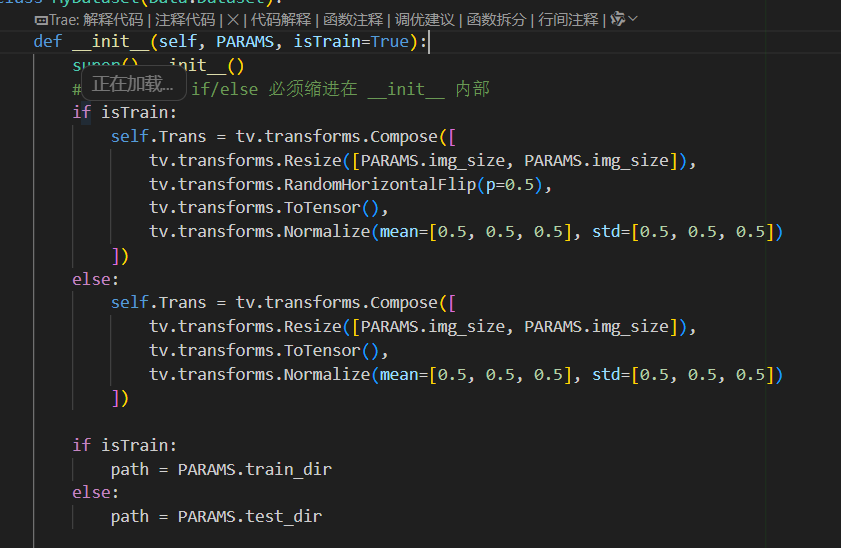 class MyDataset(Data.Dataset):
Trae: 解释代码 | 注释代码 | × | 代码解释 | 函数注释 | 调优建议 | 函数拆分 | 行间注释 |
def __init__(self, PARAMS, isTrain=True):
super().__init__()
正在加载...
# if/else 必须缩进在 __init__ 内部
if isTrain:
self.Trans = tv.transforms.Compose([
tv.transforms.Resize([PARAMS.img_size, PARAMS.img_size]),
tv.transforms.RandomHorizontalFlip(p=0.5),
tv.transforms.ToTensor(),
tv.transforms.Normalize(mean=[0.5, 0.5, 0.5], std=[0.5, 0.5, 0.5])
])
else:
self.Trans = tv.transforms.Compose([
tv.transforms.Resize([PARAMS.img_size, PARAMS.img_size]),
tv.transforms.ToTensor(),
tv.transforms.Normalize(mean=[0.5, 0.5, 0.5], std=[0.5, 0.5, 0.5])
])
if isTrain:
path = PARAMS.train_dir
else:
path = PARAMS.test_dir